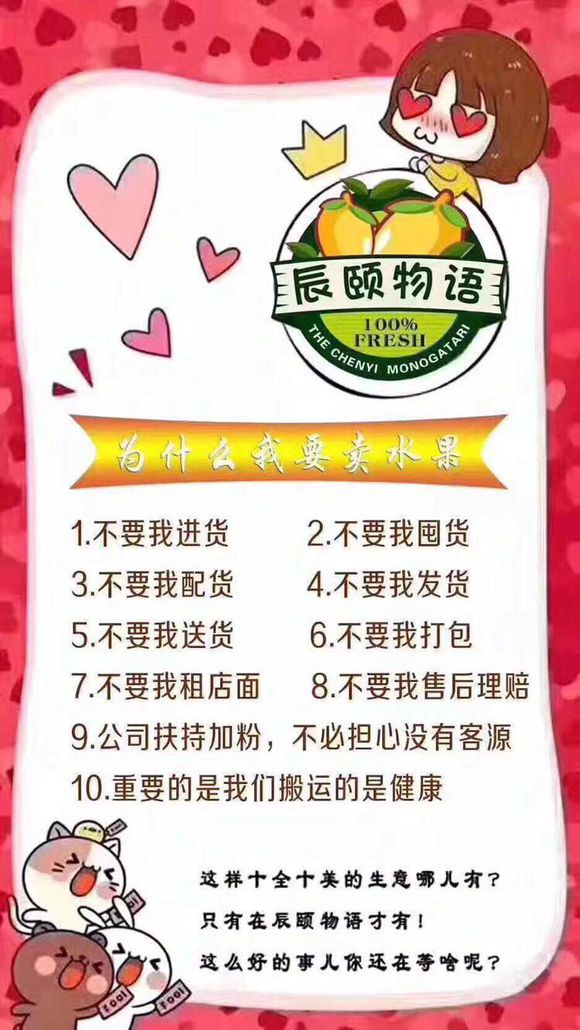 辰颐物语
100%
FRESH
THE CHENYI MONOGATARI
为什么我要卖水果
1.不要我进货 2.不要我囤货
3.不要我配货 4.不要我发货
5.不要我送货 6.不要我打包
7.不要我租店面 8.不要我售后理赔
9.公司扶持加粉，不必担心没有客源
10.重要的是我们搬运的是健康
这样十全十美的生意哪儿有？
只有在辰颐物语才有！
这么好的事儿你还在等啥呢？